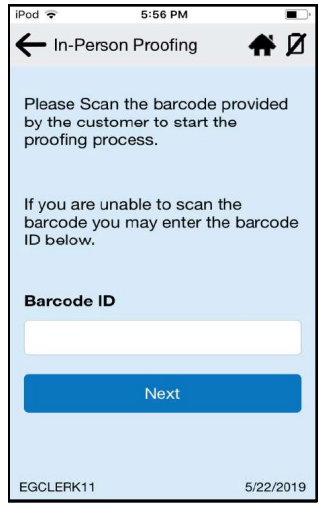 iPod 5:56 PM
In-Person Proofing
Please Scan the barcode provided
by the customer to start the
proofing process.
If you are unable to scan the
barcode you may enter the barcode
ID below.
Barcode ID
Next
EGCLERK11 5/22/2019